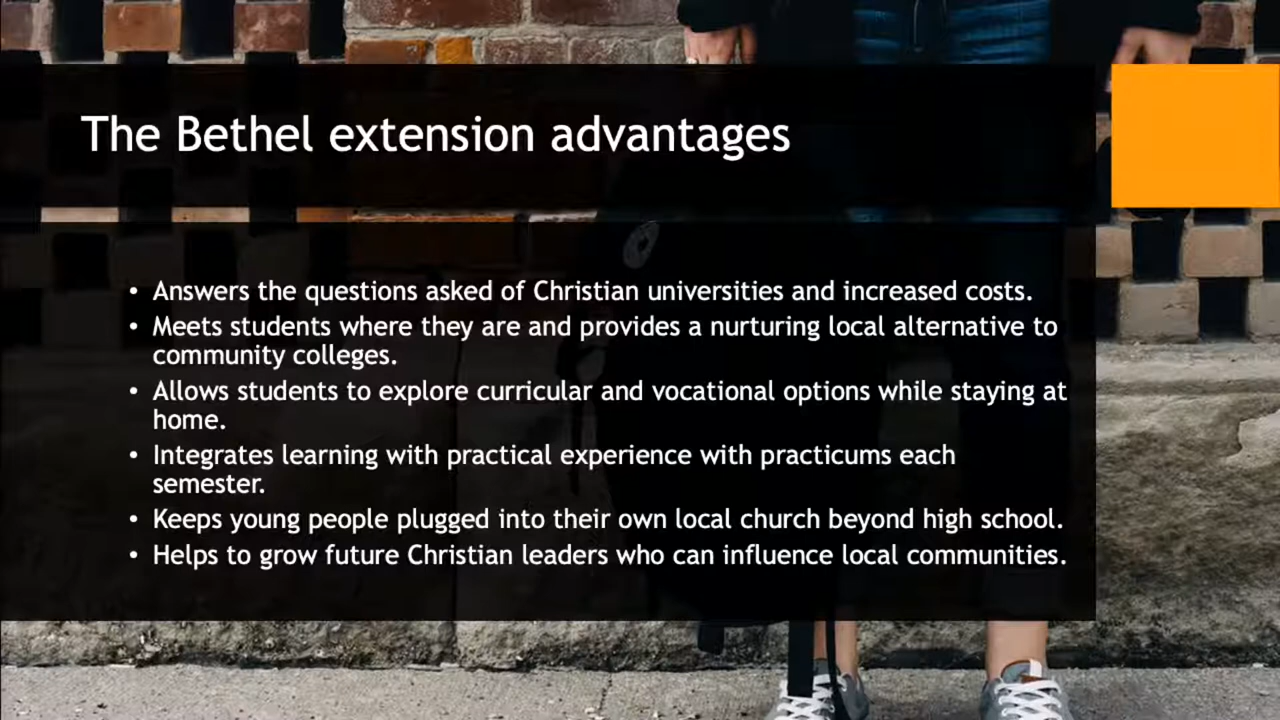 The Bethel extension advantages
• Answers the questions asked of Christian universities and increased costs.
• Meets students where they are and provides a nurturing local alternative to
community colleges.
• Allows students to explore curricular and vocational options while staying at
home.
• Integrates learning with practical experience with practicums each
semester.
• Keeps young people plugged into their own local church beyond high school.
• Helps to grow future Christian leaders who can influence local communities.